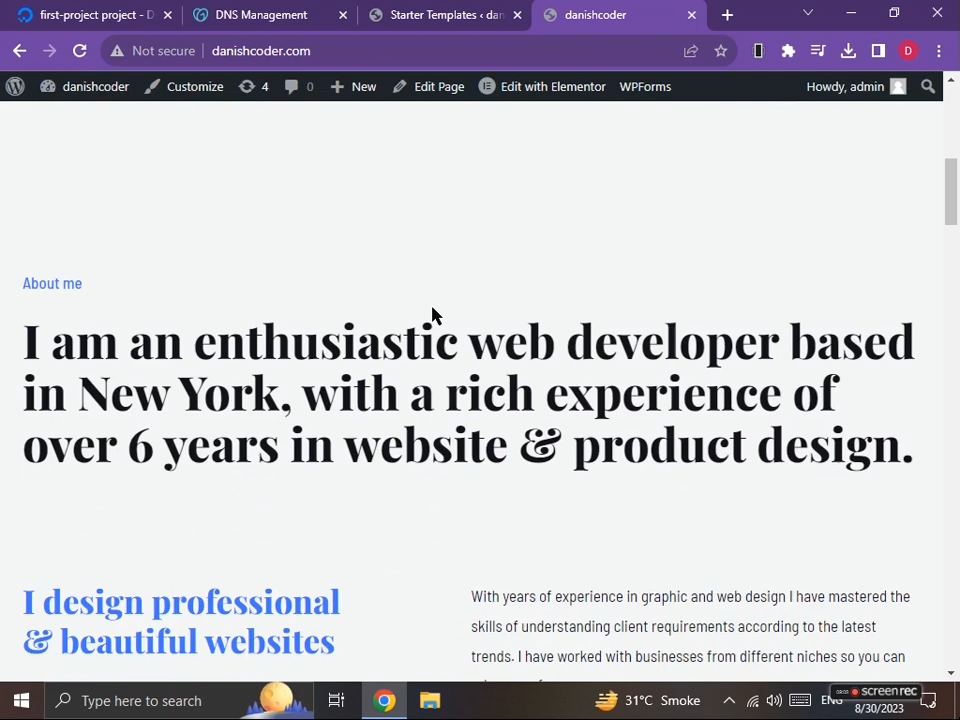 first-project project - D
DNS Management
Starter Templates ‹ dan
danishcoder
Not secure
danishcoder.com
D
danishcoder
Customize
4
0
New
Edit Page
Edit with Elementor
WPForms
Howdy, admin
About me
I am an enthusiastic web developer based
in New York, with a rich experience of
over 6 years in website & product design.
I design professional
& beautiful websites
With years of experience in graphic and web design I have mastered the
skills of understanding client requirements according to the latest
trends. I have worked with businesses from different niches so you can
Type here to search
31°C Smoke
screenrec
8/30/2023